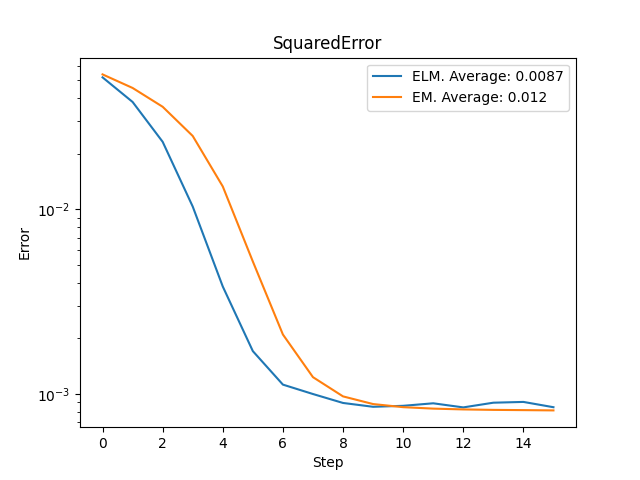 SquaredError
ELM. Average: 0.0087
EM. Average: 0.012
Error
10⁻²
10⁻³
0 2 4 6 8 10 12 14
Step